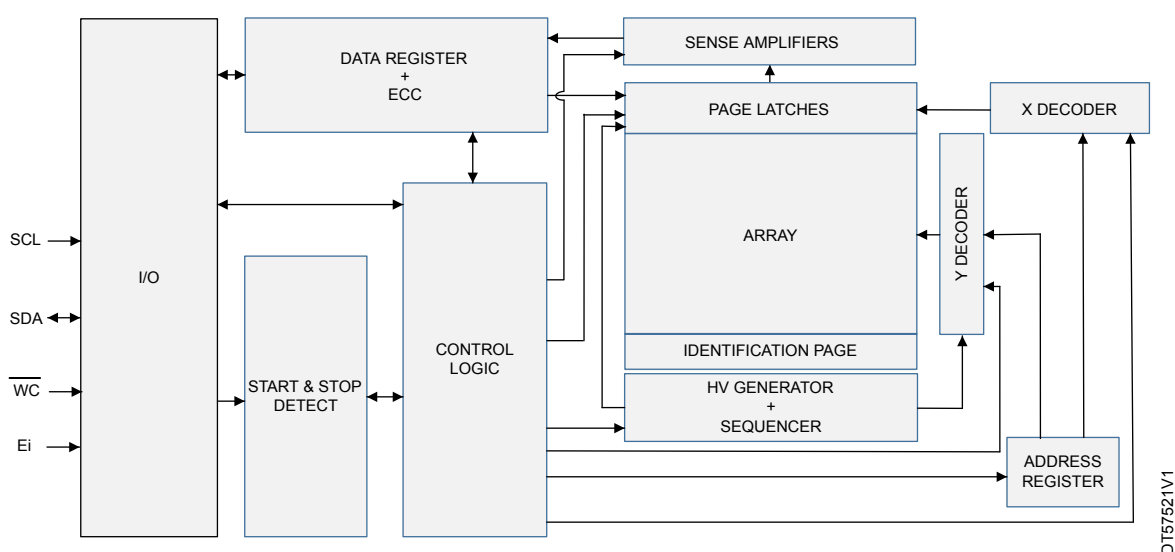 DATA REGISTER
+
ECC
SENSE AMPLIFIERS
PAGE LATCHES
X DECODER
ARRAY
Y DECODER
SCL
I/O
SDA
CONTROL
LOGIC
IDENTIFICATION PAGE
START & STOP
DETECT
HV GENERATOR
+
SEQUENCER
WC
Ei
ADDRESS
REGISTER
DT57521V1